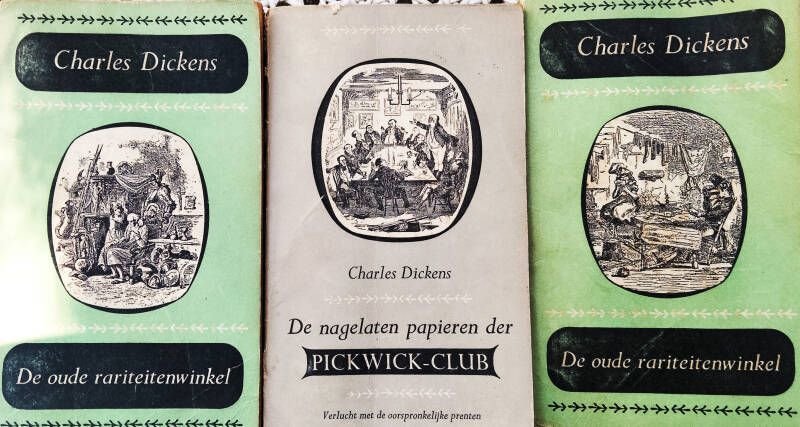 Charles Dickens
De oude rariteitenwinkel
Charles Dickens
De nagelaten papieren der
PICKWICK-CLUB
Verlucht met de oorspronkelijke prenten
Charles Dickens
De oude rariteitenwinkel